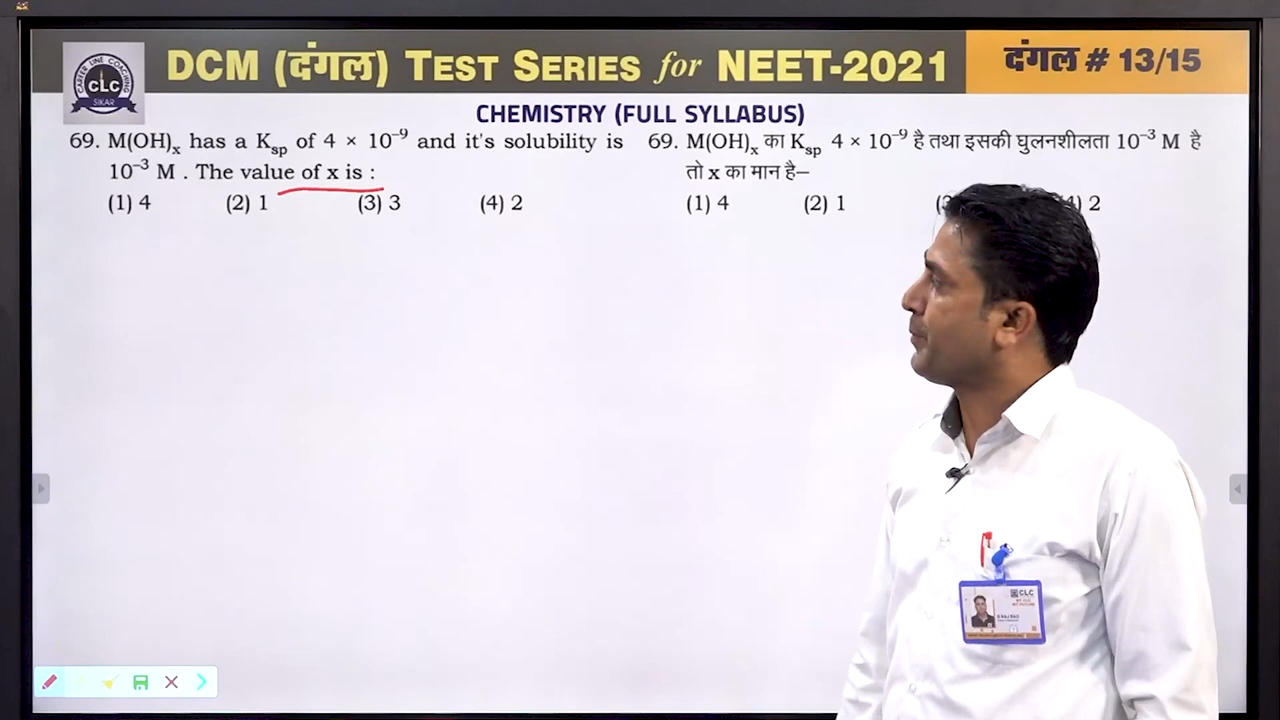 DCM (दंगल) TEST SERIES for NEET-2021
दंगल # 13/15
CAREER LINE COACHING
CLC
SIKAR
CHEMISTRY (FULL SYLLABUS)
69. M(OH)ₓ has a Kₛₚ of 4 × 10⁻⁹ and it's solubility is
10⁻³ M . The value of x is :
(1) 4 (2) 1 (3) 3 (4) 2
69. M(OH)ₓ का Kₛₚ 4 × 10⁻⁹ है तथा इसकी घुलनशीलता 10⁻³ M है
तो x का मान है–
(1) 4 (2) 1 (3 4) 2
CLC